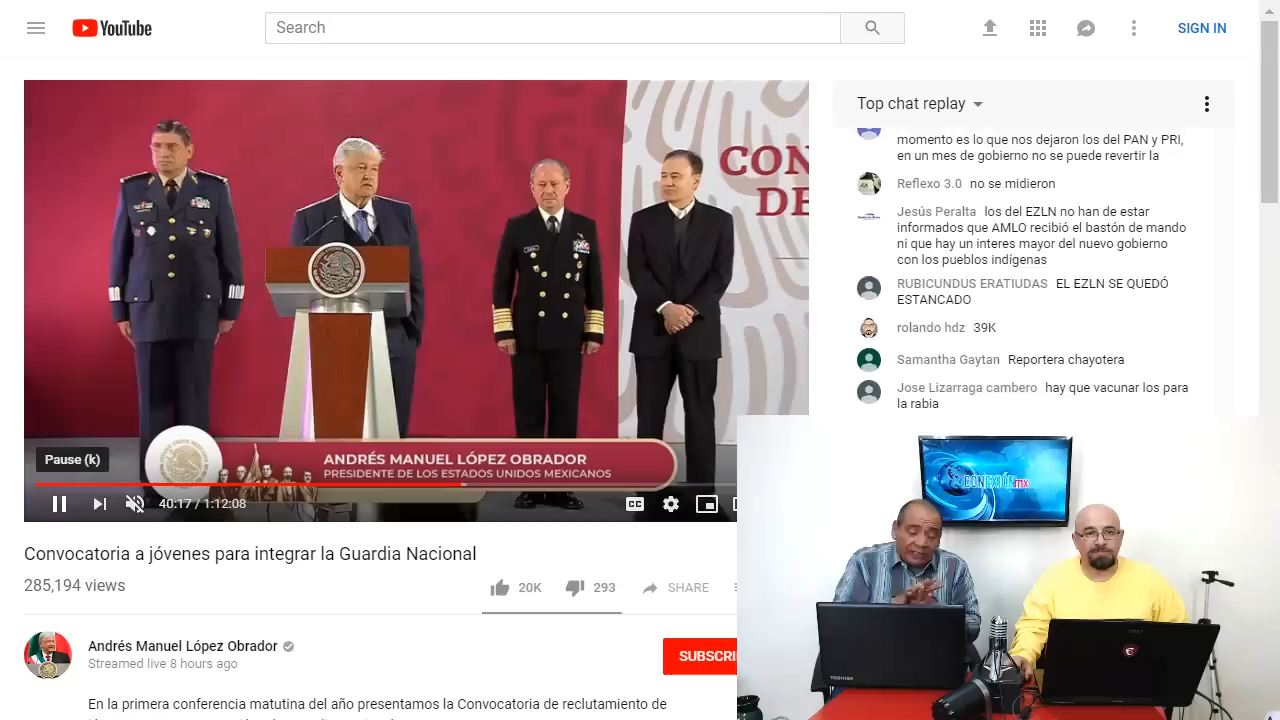 YouTube
Search
SIGN IN
CON
DE
Top chat replay
momento es lo que nos dejaron los del PAN y PRI,
en un mes de gobierno no se puede revertir la
Reflexo 3.0 no se midieron
Jesús Peralta los del EZLN no han de estar
informados que AMLO recibió el bastón de mando
ni que hay un interes mayor del nuevo gobierno
con los pueblos indígenas
RUBICUNDUS ERATIUDAS EL EZLN SE QUEDÓ
ESTANCADO
rolando hdz 39K
Samantha Gaytan Reportera chayotera
Jose Lizarraga cambero hay que vacunar los para
la rabia
Pause (k)
ANDRÉS MANUEL LÓPEZ OBRADOR
PRESIDENTE DE LOS ESTADOS UNIDOS MEXICANOS
40:17 / 1:12:08
CC
CONEXIÓN MX
Convocatoria a jóvenes para integrar la Guardia Nacional
285,194 views
20K
293
SHARE
Andrés Manuel López Obrador
Streamed live 8 hours ago
SUBSCRI
TOSHIBA
En la primera conferencia matutina del año presentamos la Convocatoria de reclutamiento de